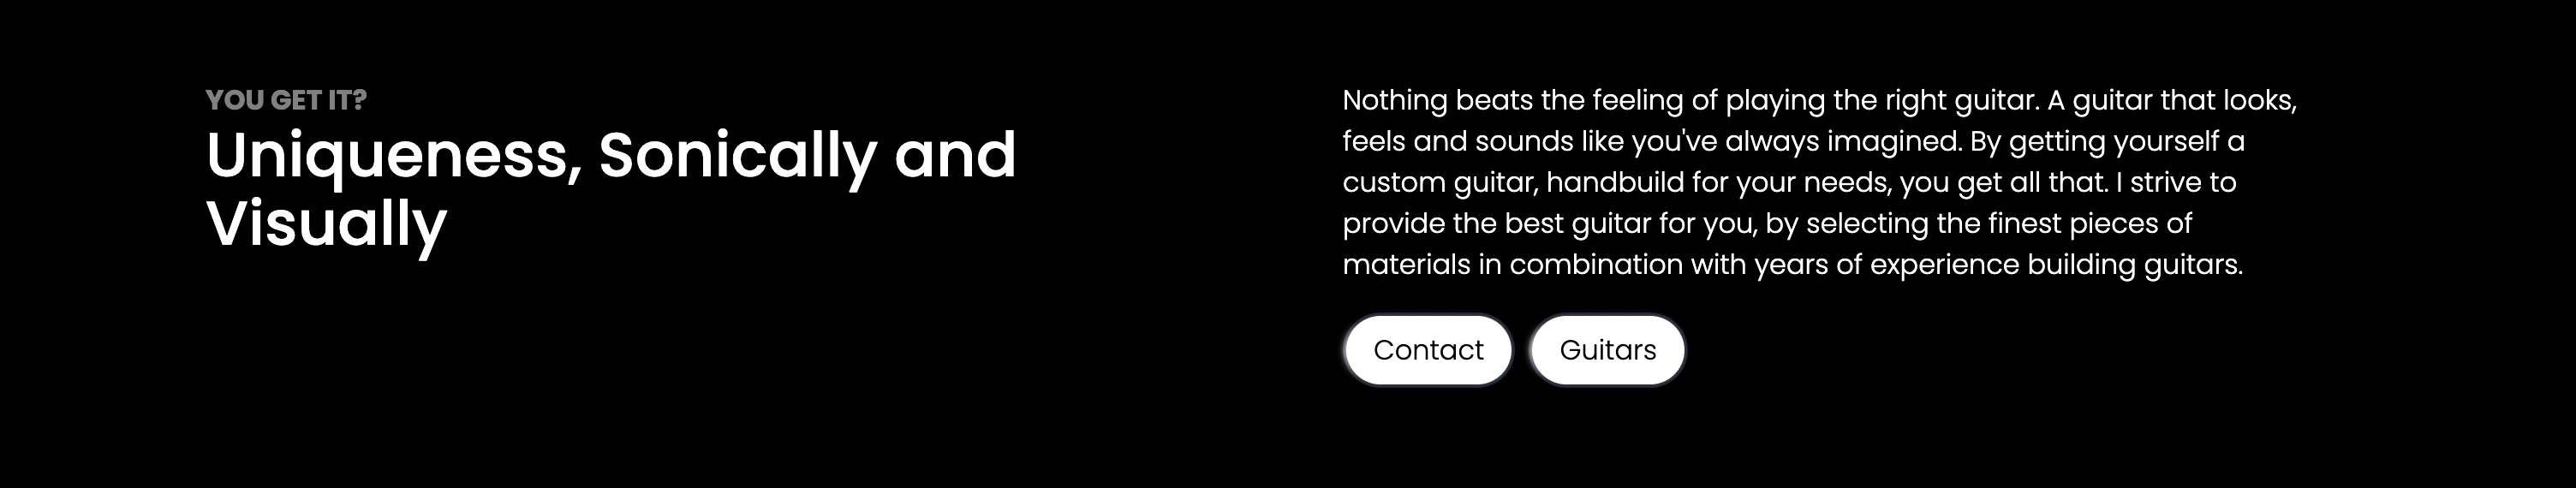 YOU GET IT?
Uniqueness, Sonically and
Visually
Nothing beats the feeling of playing the right guitar. A guitar that looks,
feels and sounds like you've always imagined. By getting yourself a
custom guitar, handbuild for your needs, you get all that. I strive to
provide the best guitar for you, by selecting the finest pieces of
materials in combination with years of experience building guitars.
Contact
Guitars